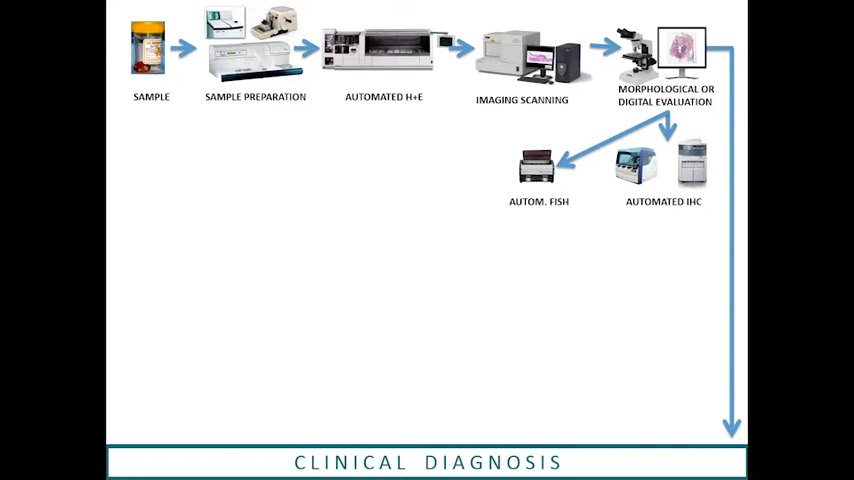 SAMPLE
SAMPLE PREPARATION
AUTOMATED H+E
IMAGING SCANNING
MORPHOLOGICAL OR
DIGITAL EVALUATION
AUTOM. FISH
AUTOMATED IHC
CLINICAL DIAGNOSIS